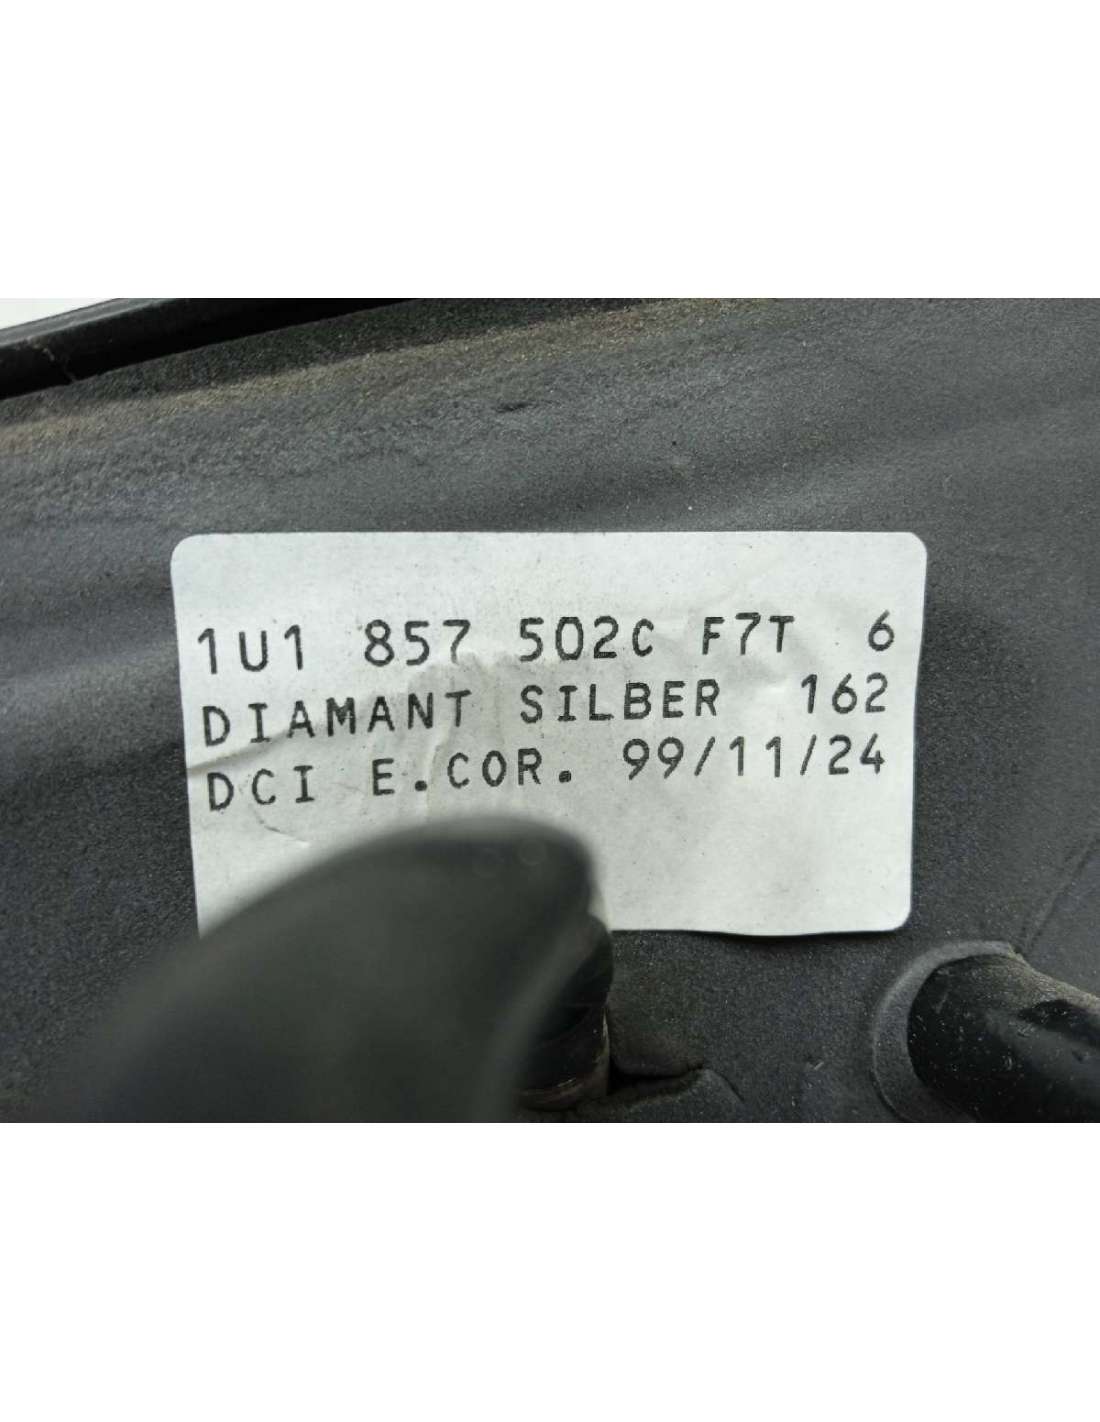 1U1 857 502C F7T 6
DIAMANT SILBER 162
DCI E.COR. 99/11/24